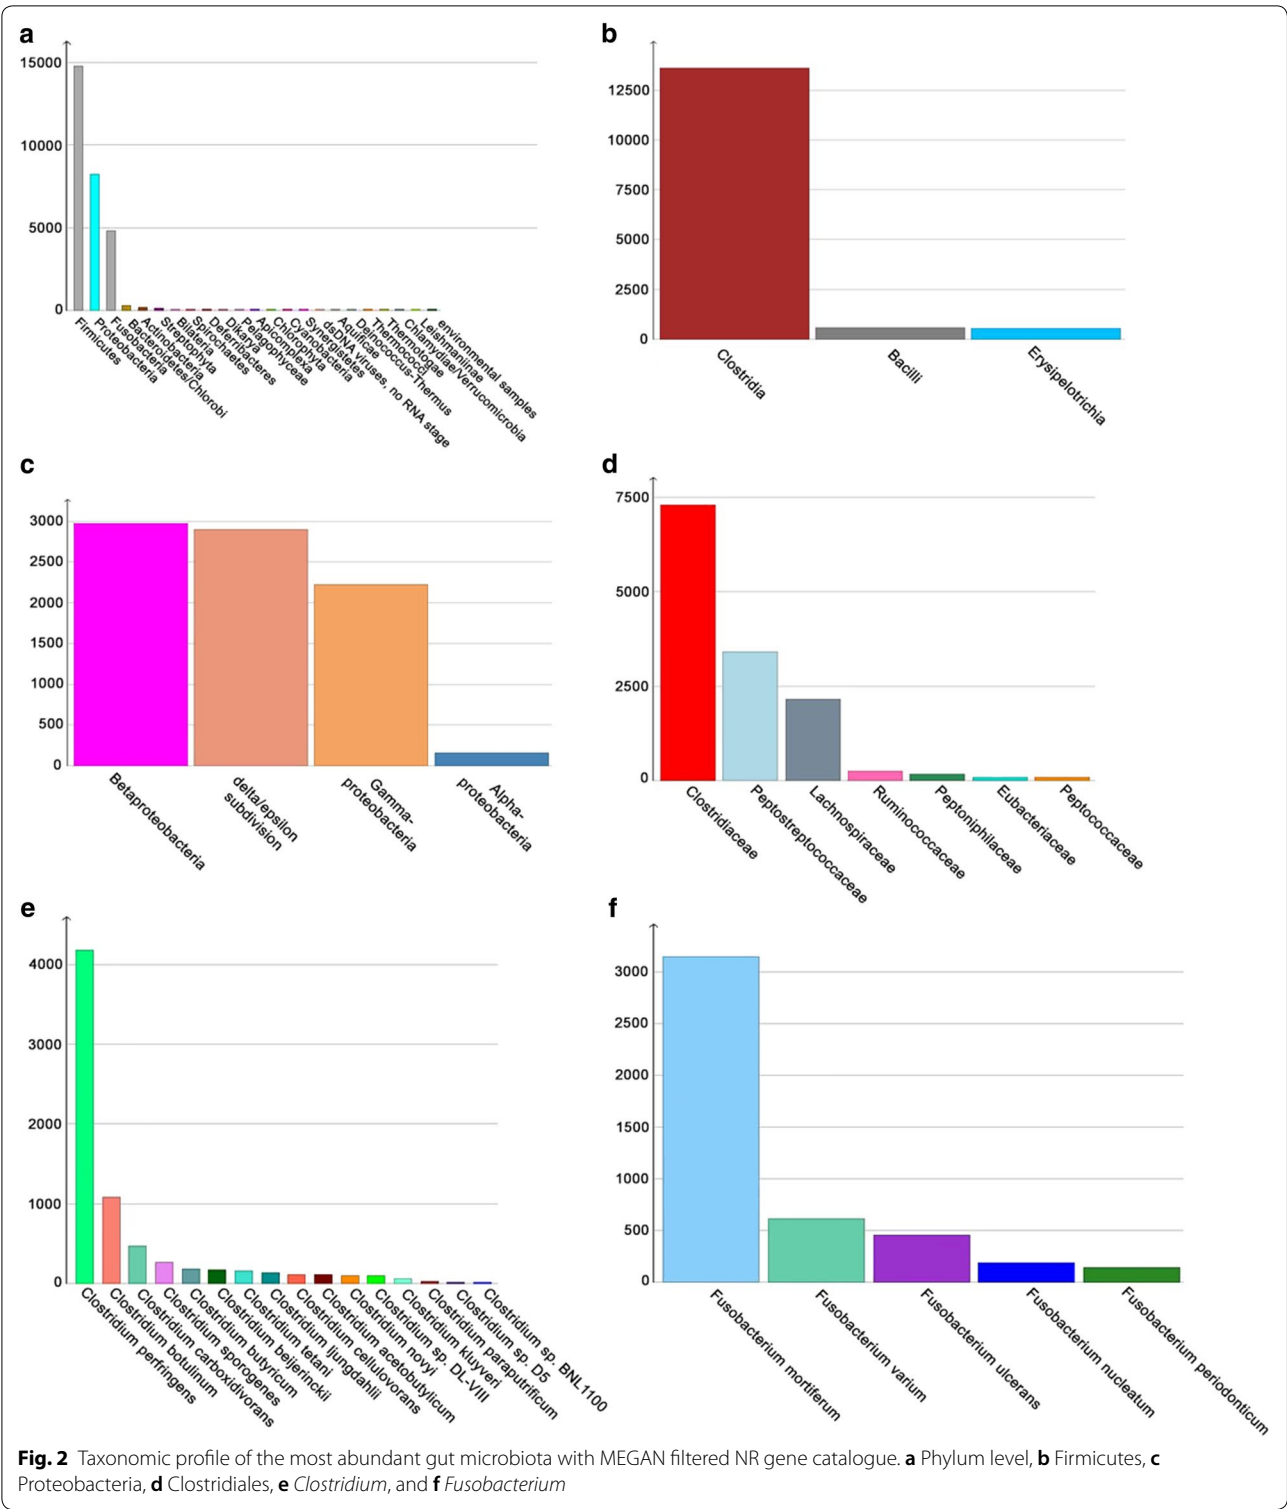 a
15000
10000
5000
0
Firmicutes
Proteobacteria
Fusobacteria
Bacteroidetes/Chlorobi
Actinobacteria
Streptophyta
Bilateria
Spirochaetes
Deferribacteres
Dikarya
Pelagophyceae
Apicomplexa
Chlorophyta
Cyanobacteria
Synergistetes
dsDNA viruses, no RNA stage
Aquificae
Deinococcus-Thermus
Thermococci
Thermotogae
Chlamydiae/Verrucomicrobia
Leishmaniinae
environmental samples
b
12500
10000
7500
5000
2500
0
Clostridia
Bacilli
Erysipelotrichia
c
3000
2500
2000
1500
1000
500
0
Betaproteobacteria
delta/epsilon
subdivision
Gamma-
proteobacteria
Alpha-
proteobacteria
d
7500
5000
2500
0
Clostridiaceae
Peptostreptococcaceae
Lachnospiraceae
Ruminococcaceae
Peptoniphilaceae
Eubacteriaceae
Peptococcaceae
e
4000
3000
2000
1000
0
Clostridium perfringens
Clostridium botulinum
Clostridium carboxidivorans
Clostridium sporogenes
Clostridium butyricum
Clostridium beijerinckii
Clostridium tetani
Clostridium ljungdahlii
Clostridium cellulovorans
Clostridium acetobutylicum
Clostridium novyi
Clostridium sp. DL-VIII
Clostridium kluyveri
Clostridium paraputrificum
Clostridium sp. D5
Clostridium sp. BNL1100
f
3000
2500
2000
1500
1000
500
0
Fusobacterium mortiferum
Fusobacterium varium
Fusobacterium ulcerans
Fusobacterium nucleatum
Fusobacterium periodonticum
Fig. 2 Taxonomic profile of the most abundant gut microbiota with MEGAN filtered NR gene catalogue. a Phylum level, b Firmicutes, c
Proteobacteria, d Clostridiales, e Clostridium, and f Fusobacterium